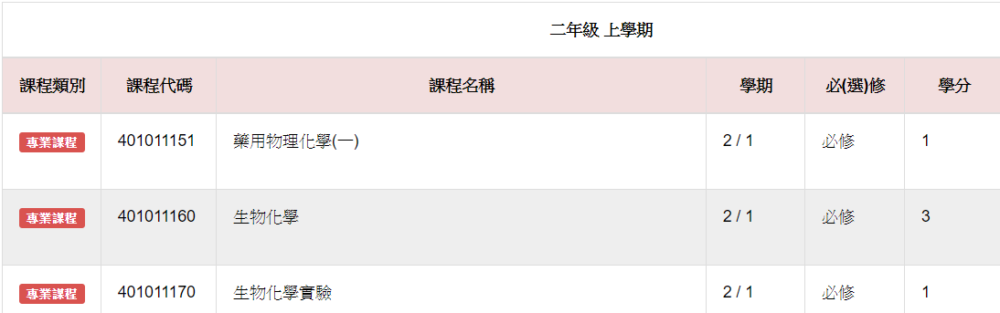 二年級 上學期
課程類別 課程代碼 課程名稱 學期 必(選)修 學分
專業課程 401011151 藥用物理化學(一) 2 / 1 必修 1
專業課程 401011160 生物化學 2 / 1 必修 3
專業課程 401011170 生物化學實驗 2 / 1 必修 1